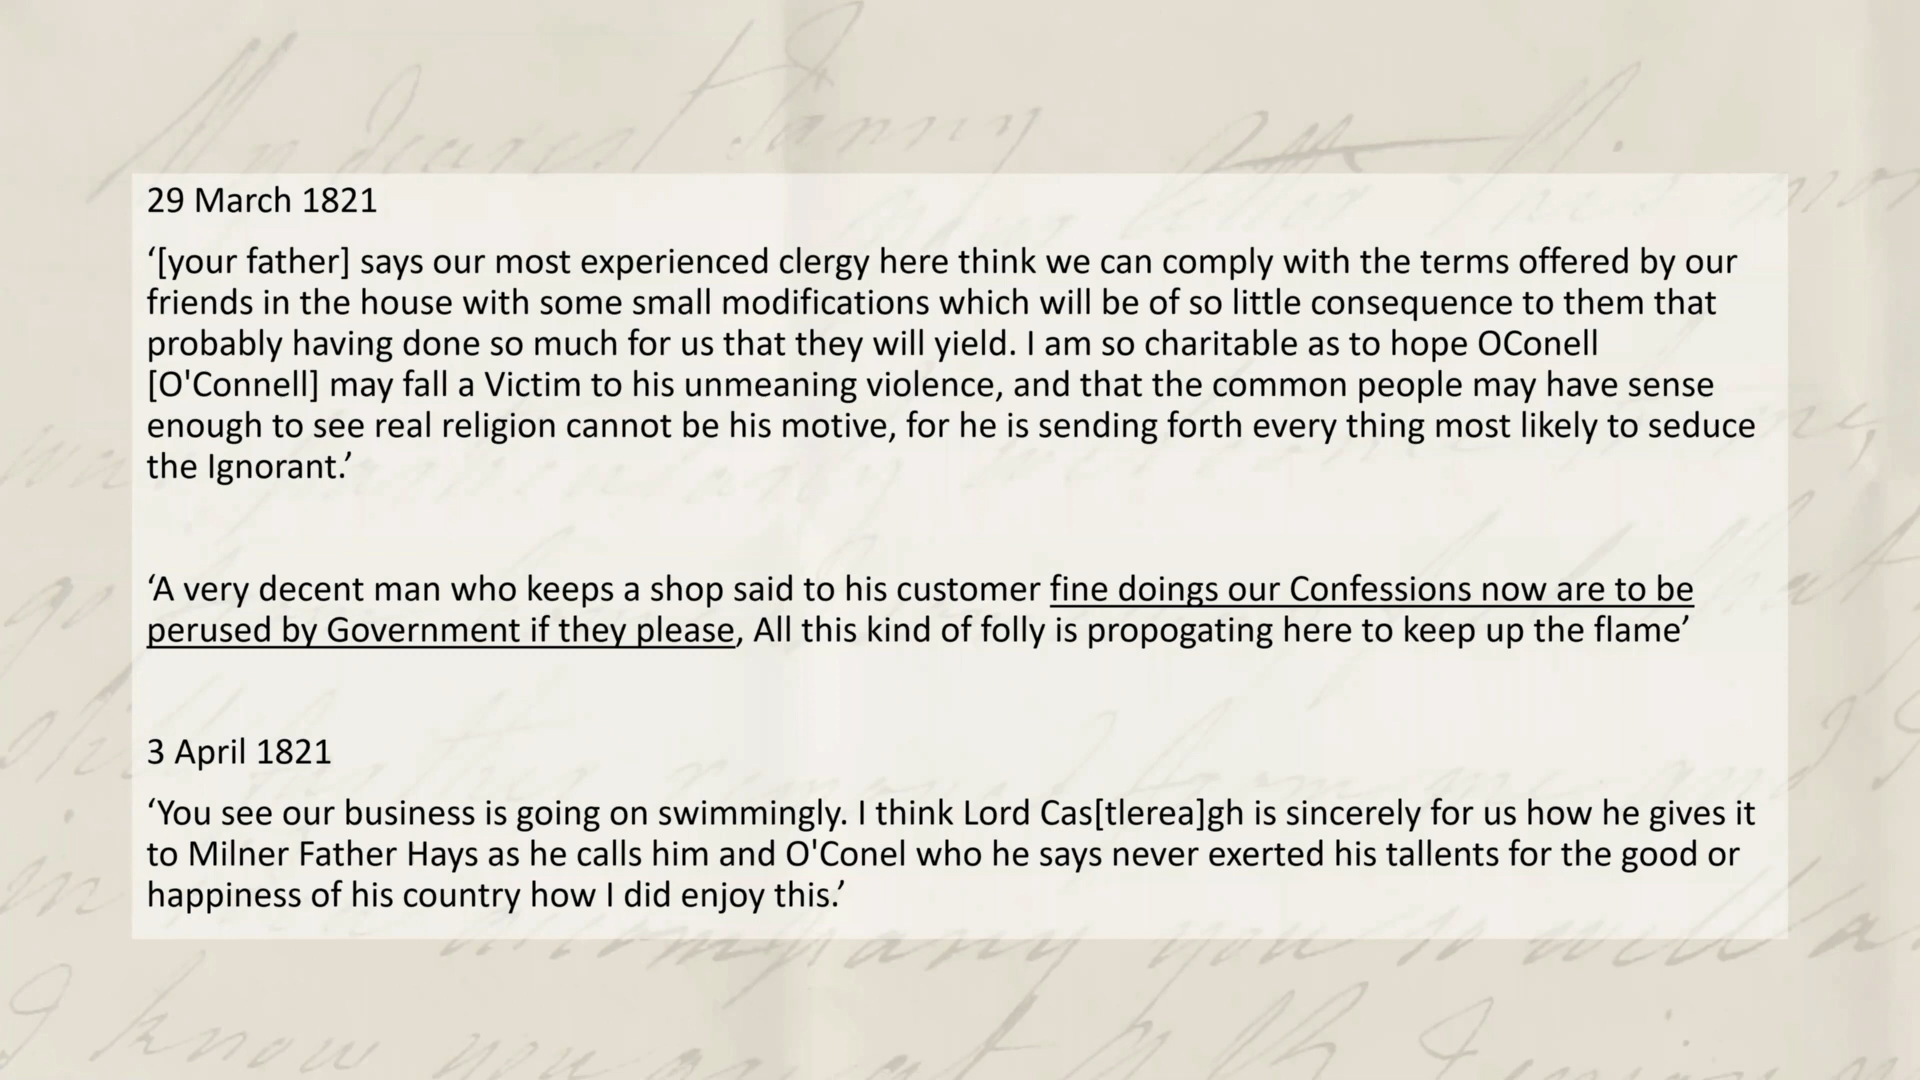 My dearest Fanny
29 March 1821
‘[your father] says our most experienced clergy here think we can comply with the terms offered by our
friends in the house with some small modifications which will be of so little consequence to them that
probably having done so much for us that they will yield. I am so charitable as to hope OConell
[O'Connell] may fall a Victim to his unmeaning violence, and that the common people may have sense
enough to see real religion cannot be his motive, for he is sending forth every thing most likely to seduce
the Ignorant.’
‘A very decent man who keeps a shop said to his customer fine doings our Confessions now are to be
perused by Government if they please, All this kind of folly is propogating here to keep up the flame’
3 April 1821
‘You see our business is going on swimmingly. I think Lord Cas[tlerea]gh is sincerely for us how he gives it
to Milner Father Hays as he calls him and O'Conel who he says never exerted his tallents for the good or
happiness of his country how I did enjoy this.’
company you
I know you